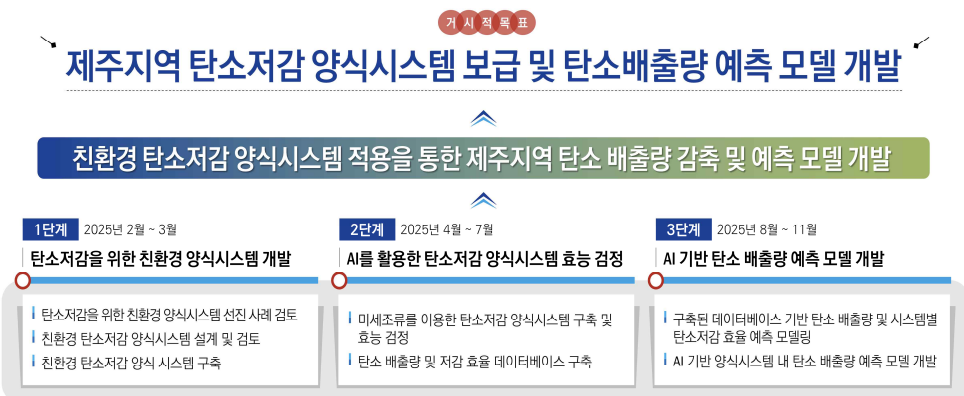 거시적목표
제주지역 탄소저감 양식시스템 보급 및 탄소배출량 예측 모델 개발
친환경 탄소저감 양식시스템 적용을 통한 제주지역 탄소 배출량 감축 및 예측 모델 개발
1단계 2025년 2월 ~ 3월
탄소저감을 위한 친환경 양식시스템 개발
탄소저감을 위한 친환경 양식시스템 선진 사례 검토
친환경 탄소저감 양식시스템 설계 및 검토
친한경 탄소저감 양식 시스템 구축
2단계 2025년 4월 ~ 7월
AI를 활용한 탄소저감 양식시스템 효능 검정
미세조류를 이용한 탄소저감 양식시스템 구축 및
효능 검정
탄소 배출량 및 저감 효율 데이터베이스 구축
3단계 2025년 8월 ~ 11월
AI 기반 탄소 배출량 예측 모델 개발
구축된 데이터베이스 기반 탄소 배출량 및 시스템별
탄소저감 효율 예측 모델링
AI 기반 양식시스템 내 탄소 배출량 예측 모델 개발